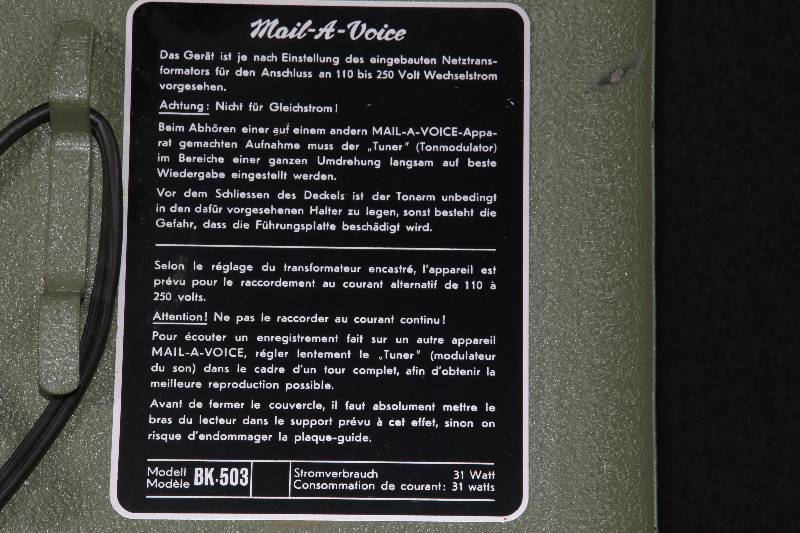 Mail-A-Voice
Das Gerät ist je nach Einstellung des eingebauten Netztrans-
formators für den Anschluss an 110 bis 250 Volt Wechselstrom
vorgesehen.
Achtung: Nicht für Gleichstrom!
Beim Abhören einer auf einem andern MAIL-A-VOICE-Appa-
rat gemachten Aufnahme muss der „Tuner" (Tonmodulator)
im Bereiche einer ganzen Umdrehung langsam auf beste
Wiedergabe eingestellt werden.
Vor dem Schliessen des Deckels ist der Tonarm unbedingt
in den dafür vorgesehenen Halter zu legen, sonst besteht die
Gefahr, dass die Führungsplatte beschädigt wird.
Selon le réglage du transformateur encastré, l'appareil est
prévu pour le raccordement au courant alternatif de 110 à
250 volts.
Attention! Ne pas le raccorder au courant continu!
Pour écouter un enregistrement fait sur un autre appareil
MAIL-A-VOICE, régler lentement le „Tuner" (modulateur
du son) dans le cadre d'un tour complet, afin d'obtenir la
meilleure reproduction possible.
Avant de fermer le couvercle, il faut absolument mettre le
bras du lecteur dans le support prévu à cet effet, sinon on
risque d'endommager la plaque-guide.
Modell
Modèle BK.503
Stromverbrauch 31 Watt
Consommation de courant: 31 watts